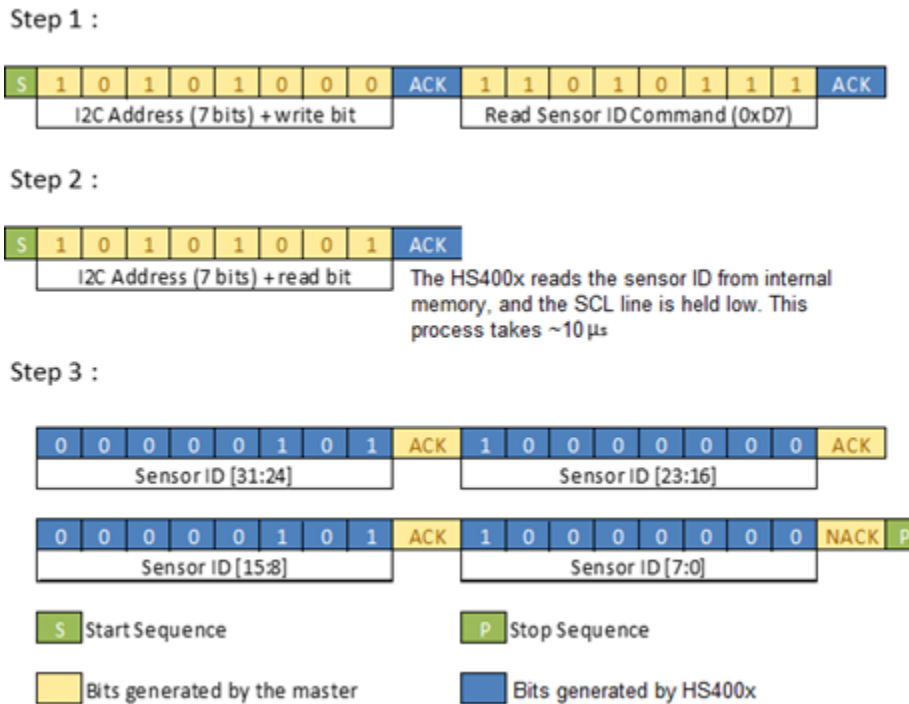 Step 1 :
S 1 0 1 0 1 0 0 0 ACK 1 1 0 1 0 1 1 1 ACK
I2C Address (7 bits) + write bit Read Sensor ID Command (0xD7)
Step 2 :
S 1 0 1 0 1 0 0 1 ACK
I2C Address (7 bits) + read bit
The HS400x reads the sensor ID from internal
memory, and the SCL line is held low. This
process takes ~10 µs
Step 3 :
0 0 0 0 0 1 0 1 ACK 1 0 0 0 0 0 0 0 ACK
Sensor ID [31:24] Sensor ID [23:16]
0 0 0 0 0 1 0 1 ACK 1 0 0 0 0 0 0 0 NACK P
Sensor ID [15:8] Sensor ID [7:0]
S Start Sequence P Stop Sequence
Bits generated by the master Bits generated by HS400x